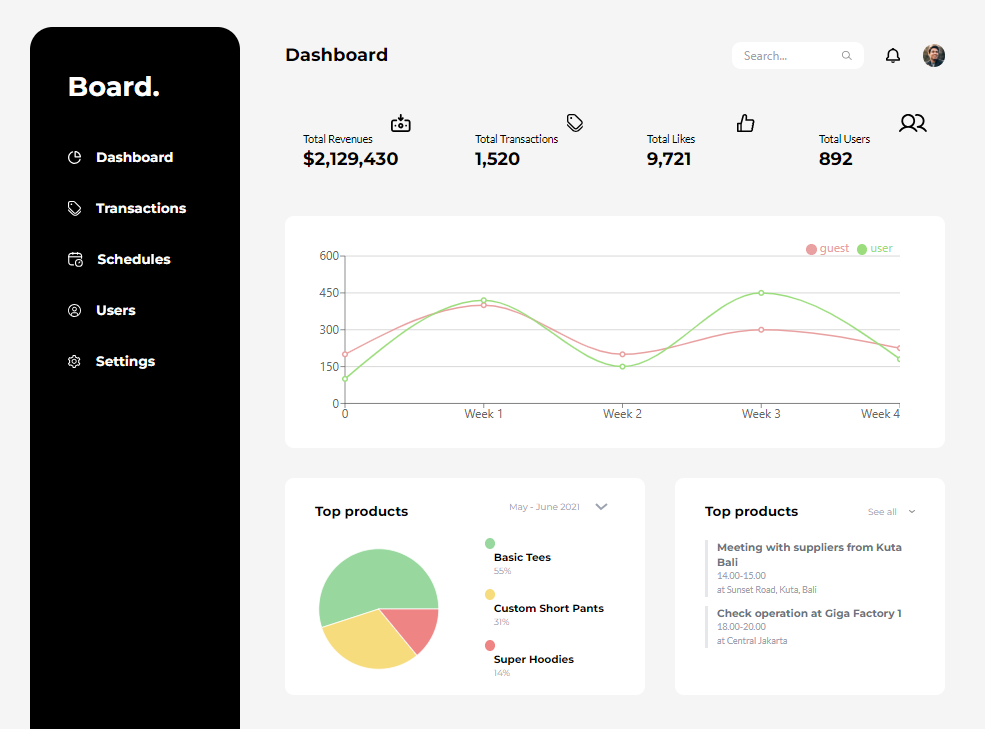 Board.
Dashboard
Transactions
Schedules
Users
Settings
Dashboard
Search...
Total Revenues
$2,129,430
Total Transactions
1,520
Total Likes
9,721
Total Users
892
guest
user
600
450
300
150
0
0
Week 1
Week 2
Week 3
Week 4
Top products
May - June 2021
Basic Tees
55%
Custom Short Pants
31%
Super Hoodies
14%
Top products
See all
Meeting with suppliers from Kuta
Bali
14.00-15.00
at Sunset Road, Kuta, Bali
Check operation at Giga Factory 1
18.00-20.00
at Central Jakarta